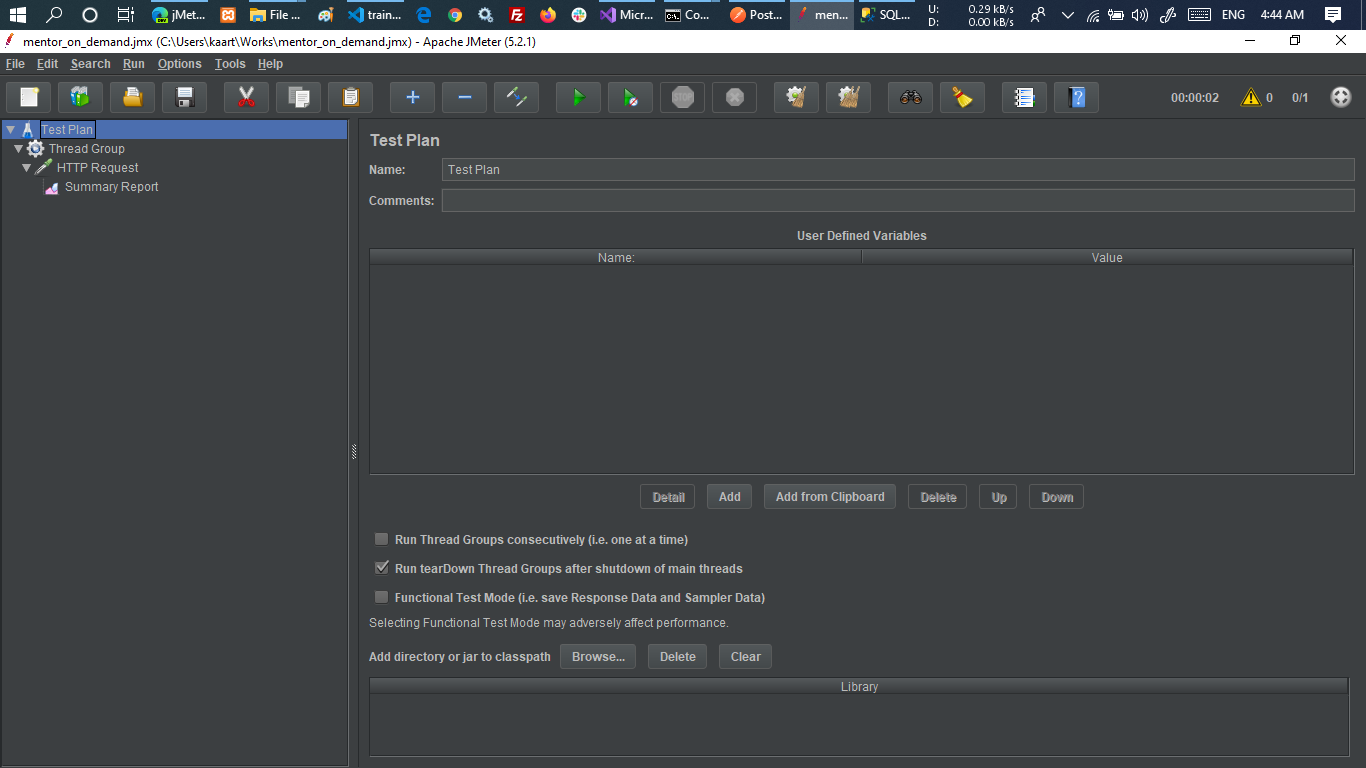 jMet... File ... train... Micr... Co... Post... men... SQL... U: 0.29 kB/s ENG 4:44 AM
D: 0.00 kB/s
mentor_on_demand.jmx (C:\Users\kaart\Works\mentor_on_demand.jmx) - Apache JMeter (5.2.1)
File Edit Search Run Options Tools Help
STOP 00:00:02 0 0/1
Test Plan
Thread Group
HTTP Request
Summary Report
Test Plan
Name: Test Plan
Comments:
User Defined Variables
Name: Value
Detail Add Add from Clipboard Delete Up Down
Run Thread Groups consecutively (i.e. one at a time)
Run tearDown Thread Groups after shutdown of main threads
Functional Test Mode (i.e. save Response Data and Sampler Data)
Selecting Functional Test Mode may adversely affect performance.
Add directory or jar to classpath Browse... Delete Clear
Library